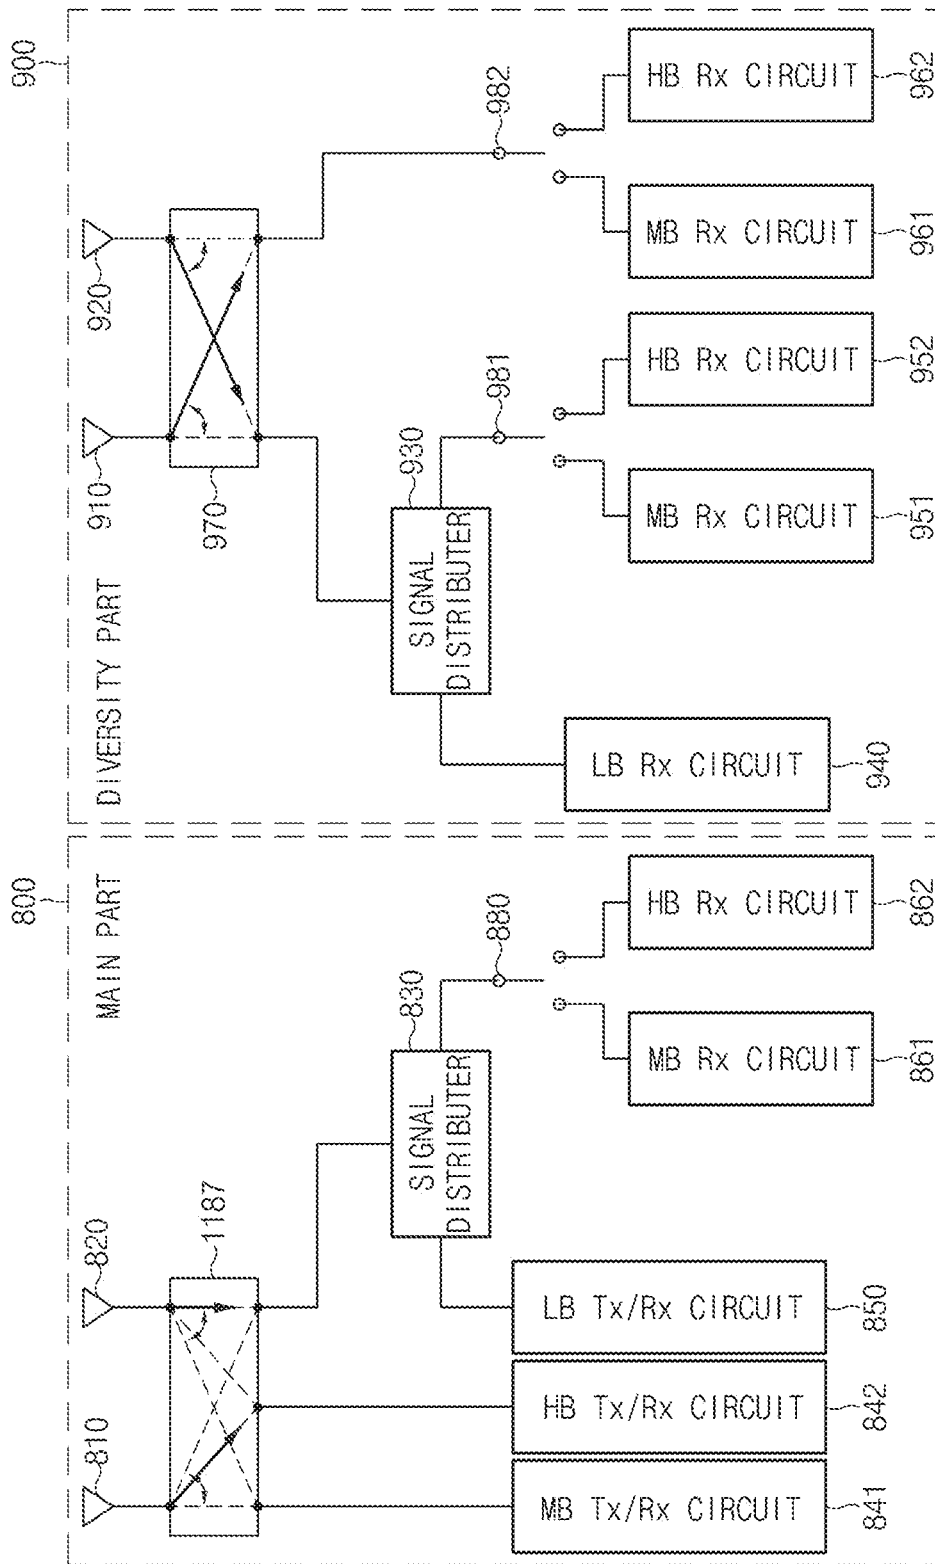 800
MAIN PART
810
820
1187
SIGNAL
DISTRIBUTER
830
880
MB Tx/Rx CIRCUIT
841
HB Tx/Rx CIRCUIT
842
LB Tx/Rx CIRCUIT
850
MB Rx CIRCUIT
861
HB Rx CIRCUIT
862
900
DIVERSITY PART
910
920
970
SIGNAL
DISTRIBUTER
930
981
982
LB Rx CIRCUIT
940
MB Rx CIRCUIT
951
HB Rx CIRCUIT
952
MB Rx CIRCUIT
961
HB Rx CIRCUIT
962